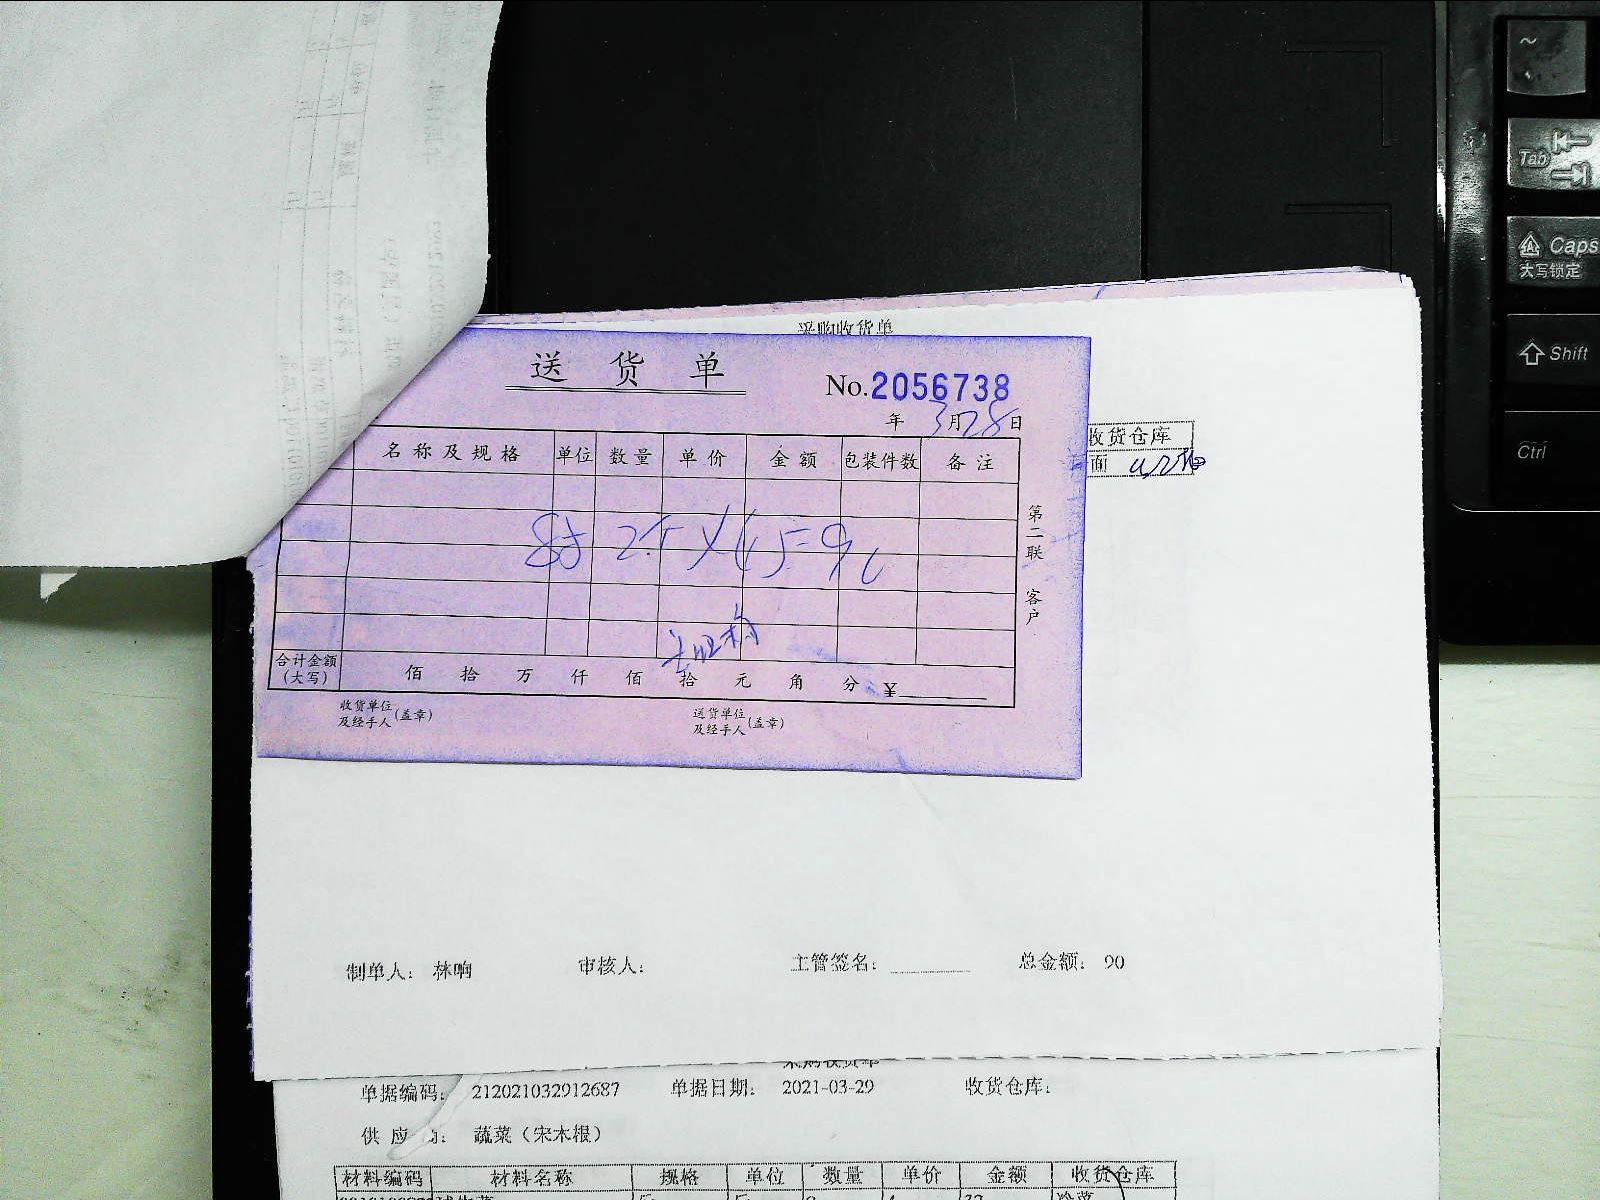 ~
Tab
Caps
大写锁定
Shift
Ctrl
采购收货单
送 货 单
No.2056738
年 3月28日
收货仓库
面
名称及规格 单位 数量 单价 金额 包装件数 备注
=90
第二联 客户
合计金额(大写) 佰 拾 万 仟 佰 拾 元 角 分 ¥
收货单位及经手人(盖章) 送货单位及经手人(盖章)
制单人: 林响 审核人: 主管签名: 总金额: 90
采购收货单
单据编码: 212021032912687 单据日期: 2021-03-29 收货仓库:
供应商: 蔬菜(宋木根)
材料编码 材料名称 规格 单位 数量 单价 金额 收货仓库